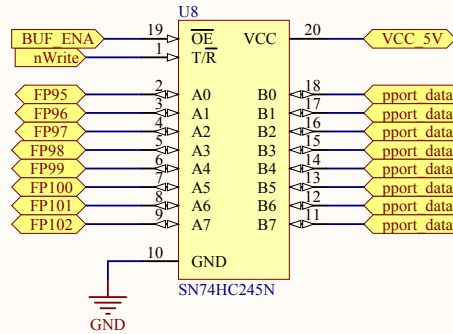 U8
BUF_ENA 19 OE VCC 20 VCC_5V
nWrite 1 T/R
FP95 2 A0 B0 18 pport_data
FP96 3 A1 B1 17 pport_data
FP97 4 A2 B2 16 pport_data
FP98 5 A3 B3 15 pport_data
FP99 6 A4 B4 14 pport_data
FP100 7 A5 B5 13 pport_data
FP101 8 A6 B6 12 pport_data
FP102 9 A7 B7 11 pport_data
10 GND
SN74HC245N
GND